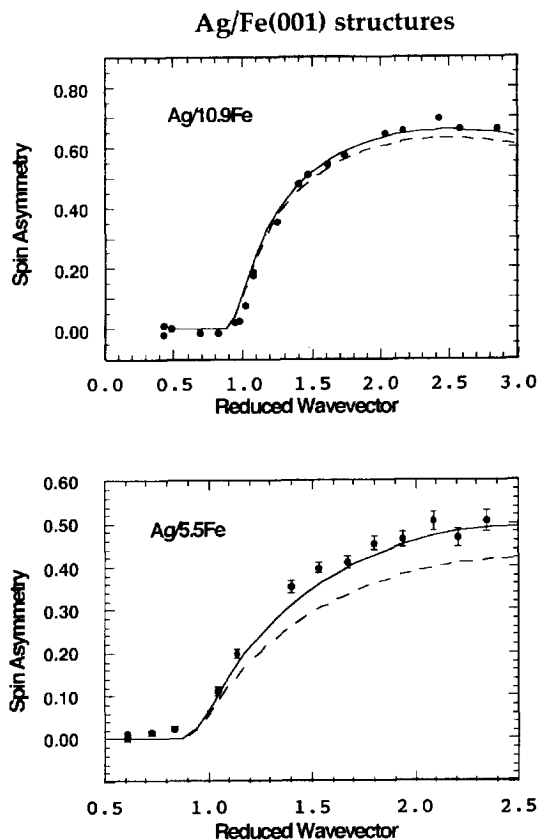 Ag/Fe(001) structures
0.80
0.60
0.40
0.20
0.00
Spin Asymmetry
Ag/10.9Fe
0.0 0.5 1.0 1.5 2.0 2.5 3.0
Reduced Wavevector
0.60
0.50
0.40
0.30
0.20
0.10
0.00
Spin Asymmetry
Ag/5.5Fe
0.5 1.0 1.5 2.0 2.5
Reduced Wavevector